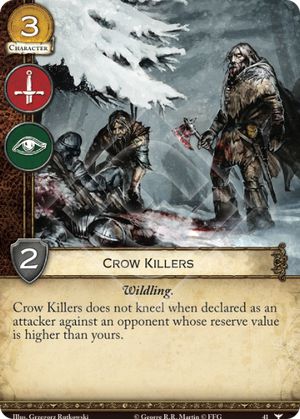 3
CHARACTER
2
CROW KILLERS
Wildling.
Crow Killers does not kneel when declared as an
attacker against an opponent whose reserve value
is higher than yours.
Illus. Grzegorz Rutkowski © George R.R. Martin © FFG 41